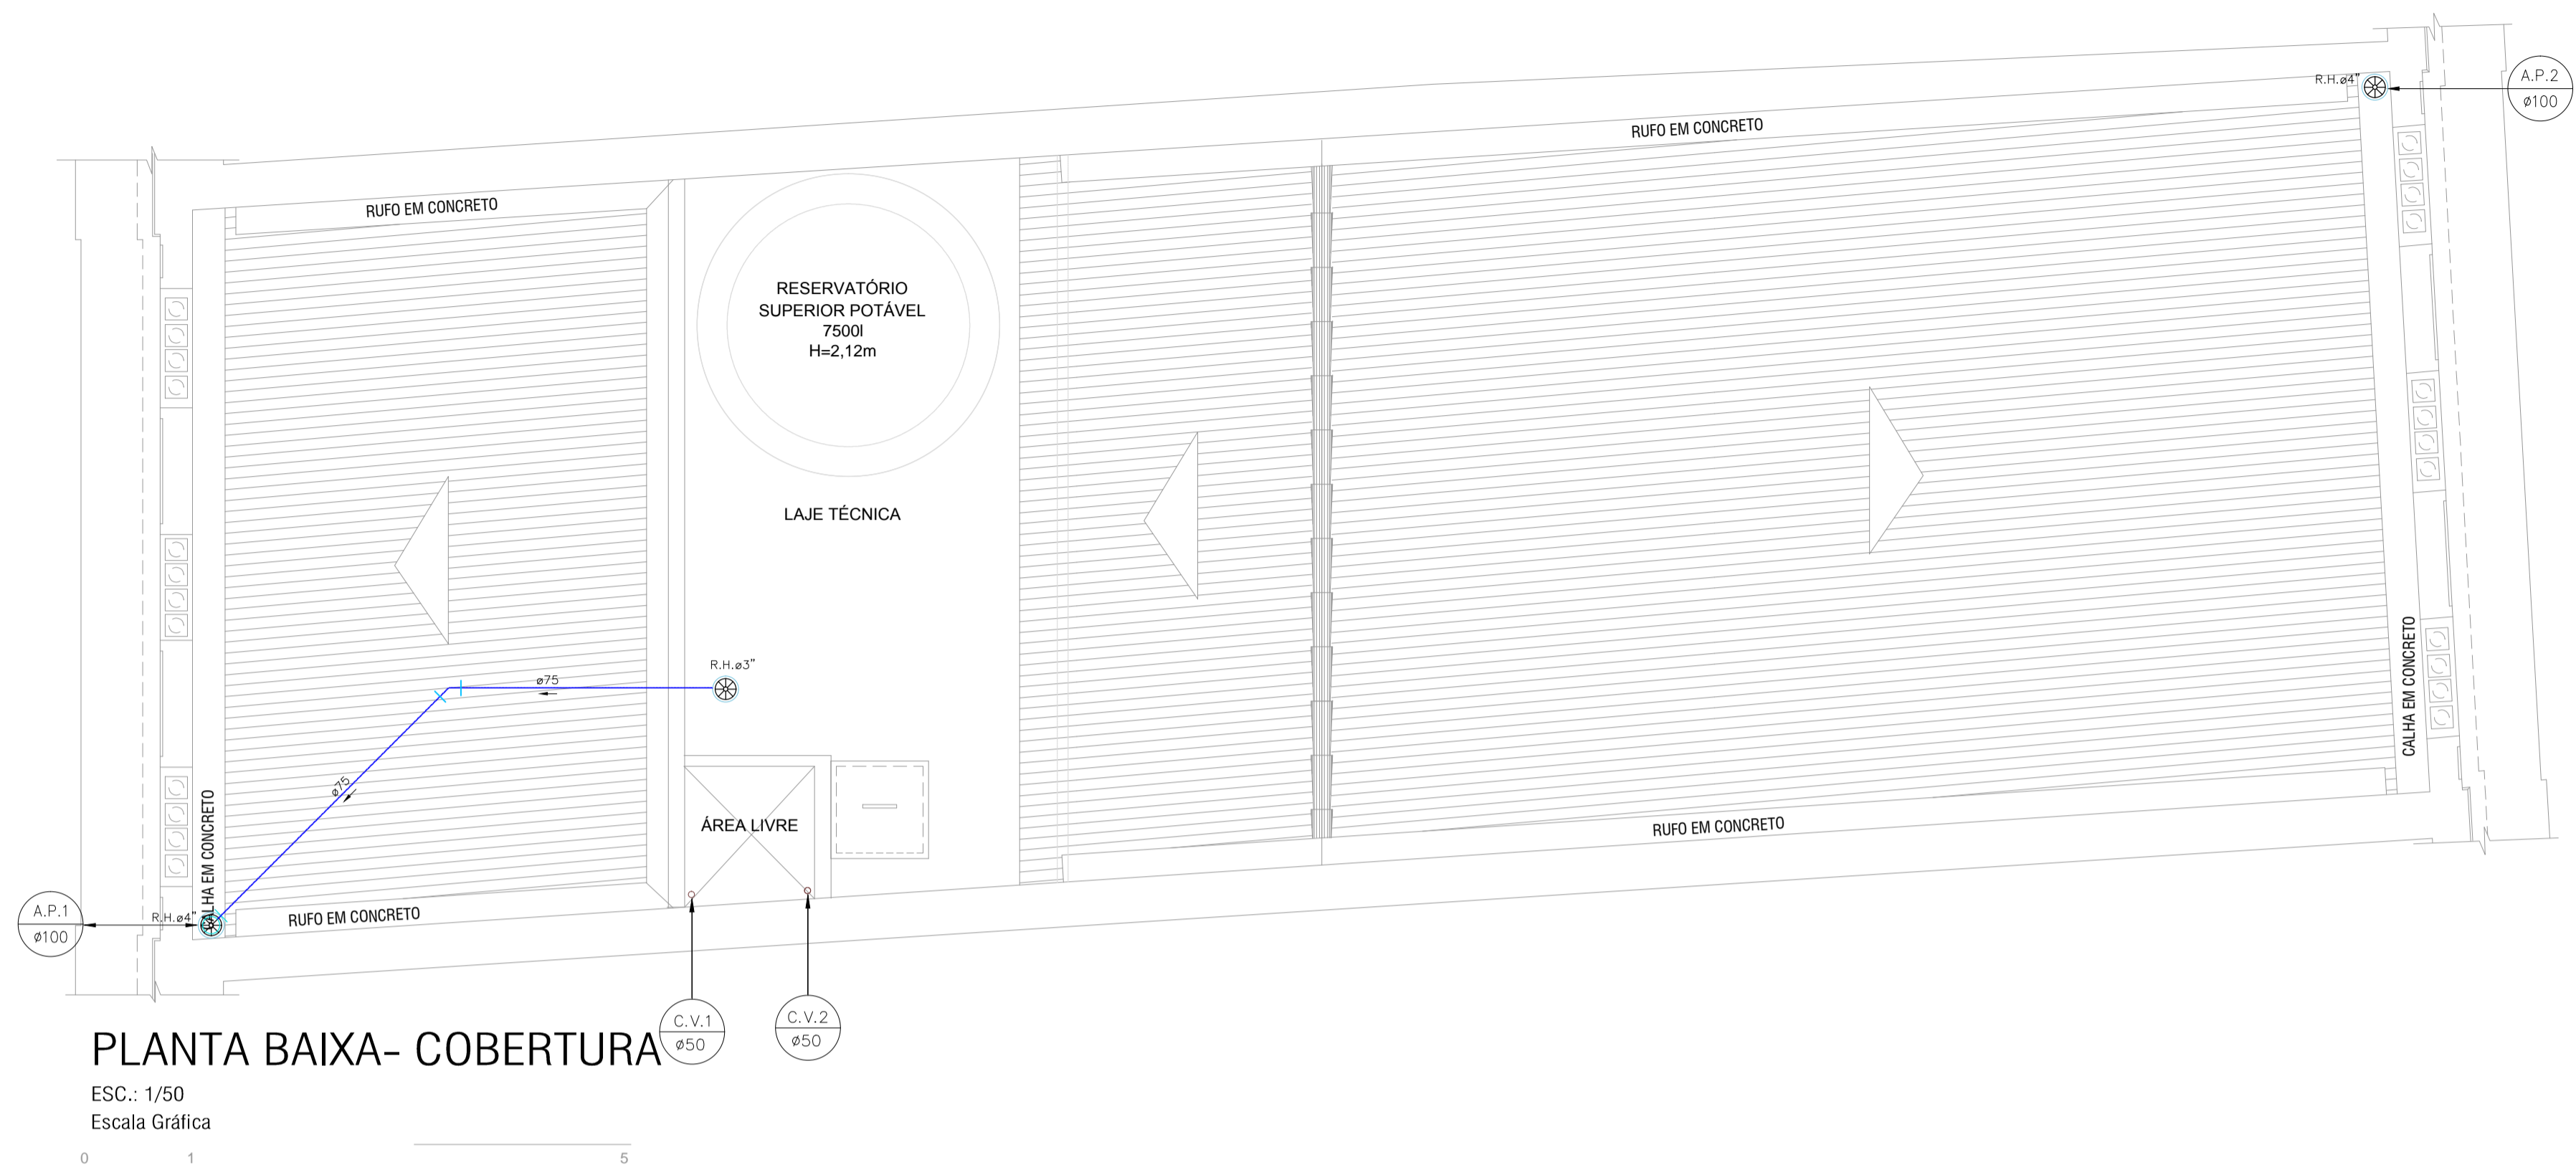 A.P.2
ø100
R.H.ø4"
RUFO EM CONCRETO
RUFO EM CONCRETO
RESERVATÓRIO
SUPERIOR POTÁVEL
7500l
H=2,12m
LAJE TÉCNICA
R.H.ø3"
ø75
ø75
CALHA EM CONCRETO
CALHA EM CONCRETO
ÁREA LIVRE
RUFO EM CONCRETO
RUFO EM CONCRETO
A.P.1
ø100
R.H.ø4"
C.V.1
ø50
C.V.2
ø50
PLANTA BAIXA- COBERTURA
ESC.: 1/50
Escala Gráfica
0 1 5